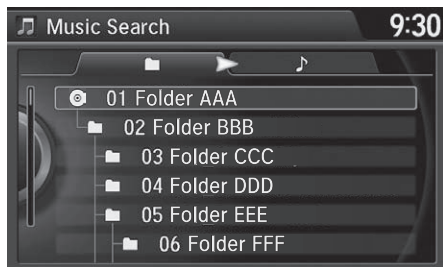 Music Search 9:30
01 Folder AAA
02 Folder BBB
03 Folder CCC
04 Folder DDD
05 Folder EEE
06 Folder FFF